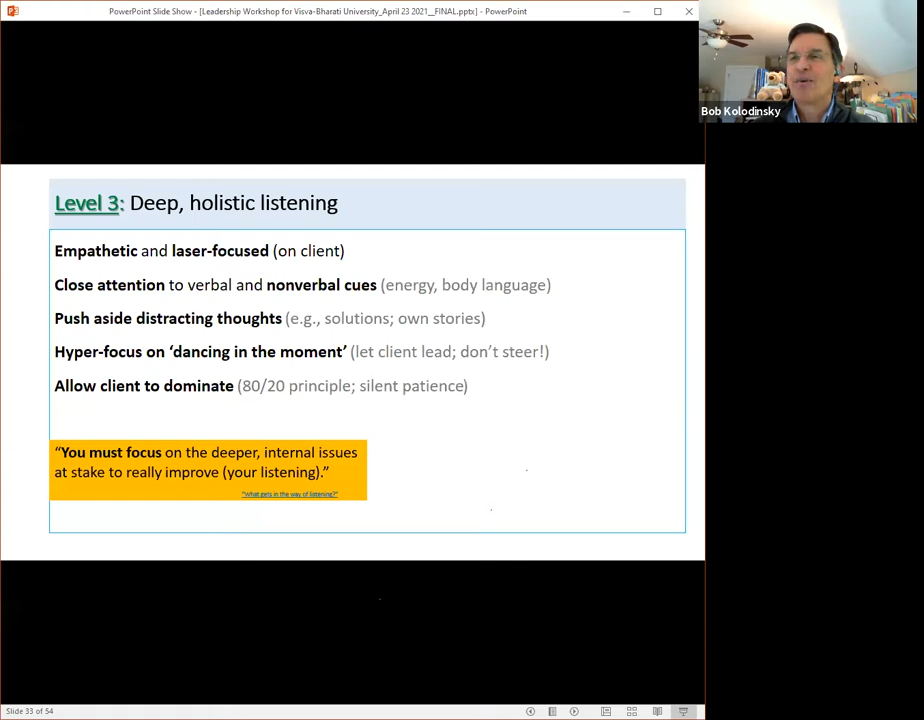 PowerPoint Slide Show - [Leadership Workshop for Visva-Bharati University_April 23 2021__FINAL.pptx] - PowerPoint
Bob Kolodinsky
Level 3: Deep, holistic listening
Empathetic and laser-focused (on client)
Close attention to verbal and nonverbal cues (energy, body language)
Push aside distracting thoughts (e.g., solutions; own stories)
Hyper-focus on ‘dancing in the moment’ (let client lead; don’t steer!)
Allow client to dominate (80/20 principle; silent patience)
“You must focus on the deeper, internal issues
at stake to really improve (your listening).”
"What gets in the way of listening?"
Slide 33 of 54